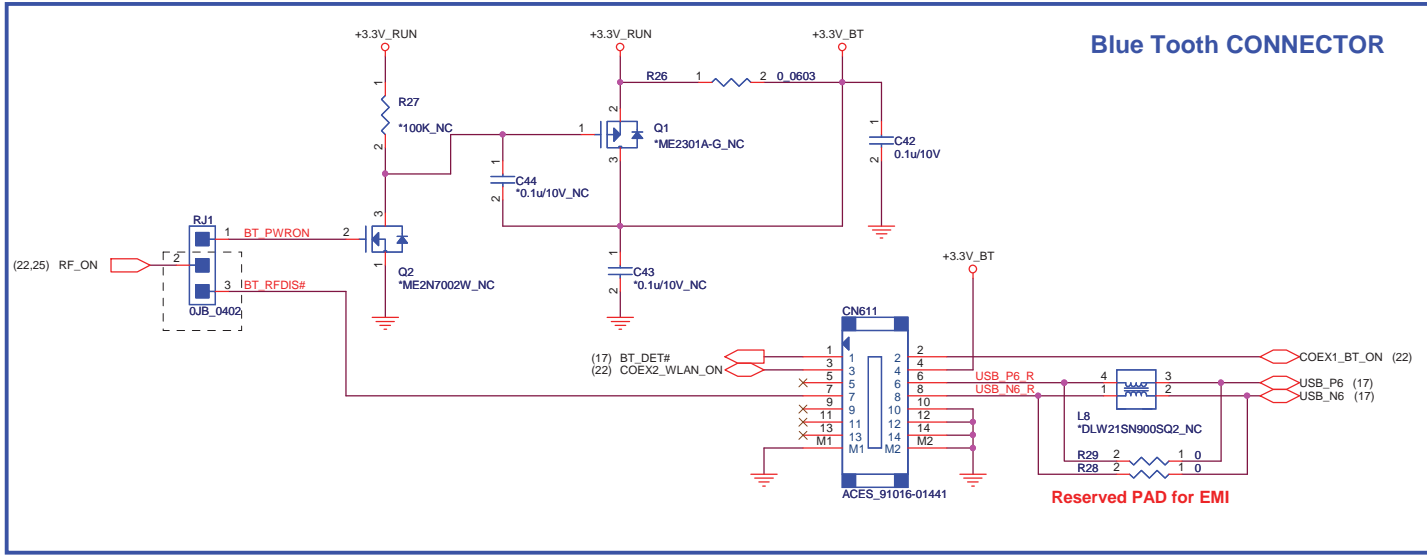 Blue Tooth CONNECTOR
+3.3V_RUN
+3.3V_RUN
+3.3V_BT
R26 1 2 0_0603
1
R27
*100K_NC
2
2
1 Q1
*ME2301A-G_NC
3
1
C42
0.1u/10V
2
1
C44
*0.1u/10V_NC
2
RJ1
1 BT_PWRON 2
3
Q2
*ME2N7002W_NC
1
(22,25) RF_ON 2
3 BT_RFDIS#
0JB_0402
1
C43
*0.1u/10V_NC
2
+3.3V_BT
CN611
(17) BT_DET# 1 1 2 2 COEX1_BT_ON (22)
(22) COEX2_WLAN_ON 3 3 4 4
5 5 6 6 USB_P6_R 4 3 USB_P6 (17)
7 7 8 8 USB_N6_R 1 2 USB_N6 (17)
9 9 10 10
11 11 12 12
13 13 14 14
M1 M1 M2 M2
L8
*DLW21SN900SQ2_NC
R29 2 1 0
R28 2 1 0
ACES_91016-01441
Reserved PAD for EMI